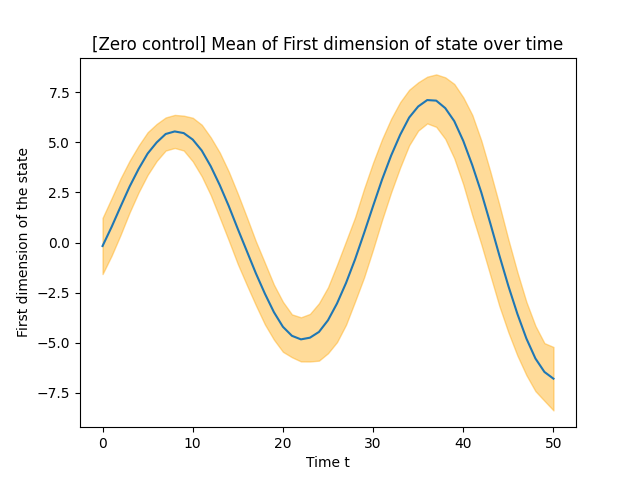 [Zero control] Mean of First dimension of state over time
First dimension of the state
7.5
5.0
2.5
0.0
−2.5
−5.0
−7.5
0 10 20 30 40 50
Time t